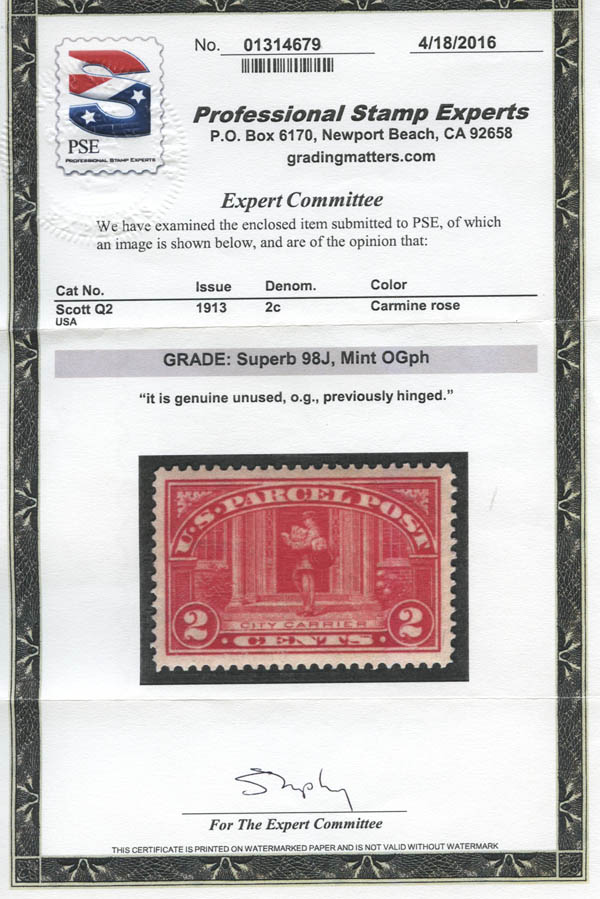 No. 01314679 4/18/2016
PSE
PROFESSIONAL STAMP EXPERTS
Professional Stamp Experts
P.O. Box 6170, Newport Beach, CA 92658
gradingmatters.com
Expert Committee
We have examined the enclosed item submitted to PSE, of which
an image is shown below, and are of the opinion that:
Cat No. Issue Denom. Color
Scott Q2 1913 2c Carmine rose
USA
GRADE: Superb 98J, Mint OGph
“it is genuine unused, o.g., previously hinged.”
U.S. PARCEL POST
CITY CARRIER
2 · CENTS · 2
For The Expert Committee
THIS CERTIFICATE IS PRINTED ON WATERMARKED PAPER AND IS NOT VALID WITHOUT WATERMARK